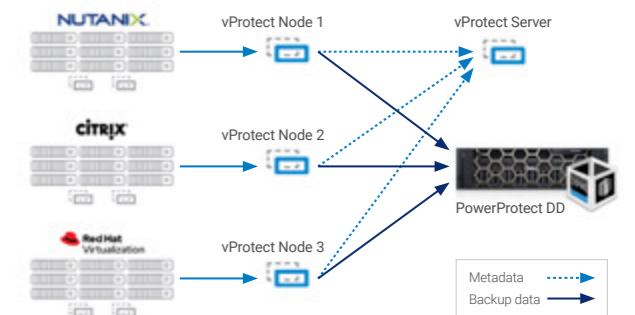 NUTANIX
vProtect Node 1
vProtect Server
CITRIX
vProtect Node 2
PowerProtect DD
Red Hat
Virtualization
vProtect Node 3
Metadata
Backup data